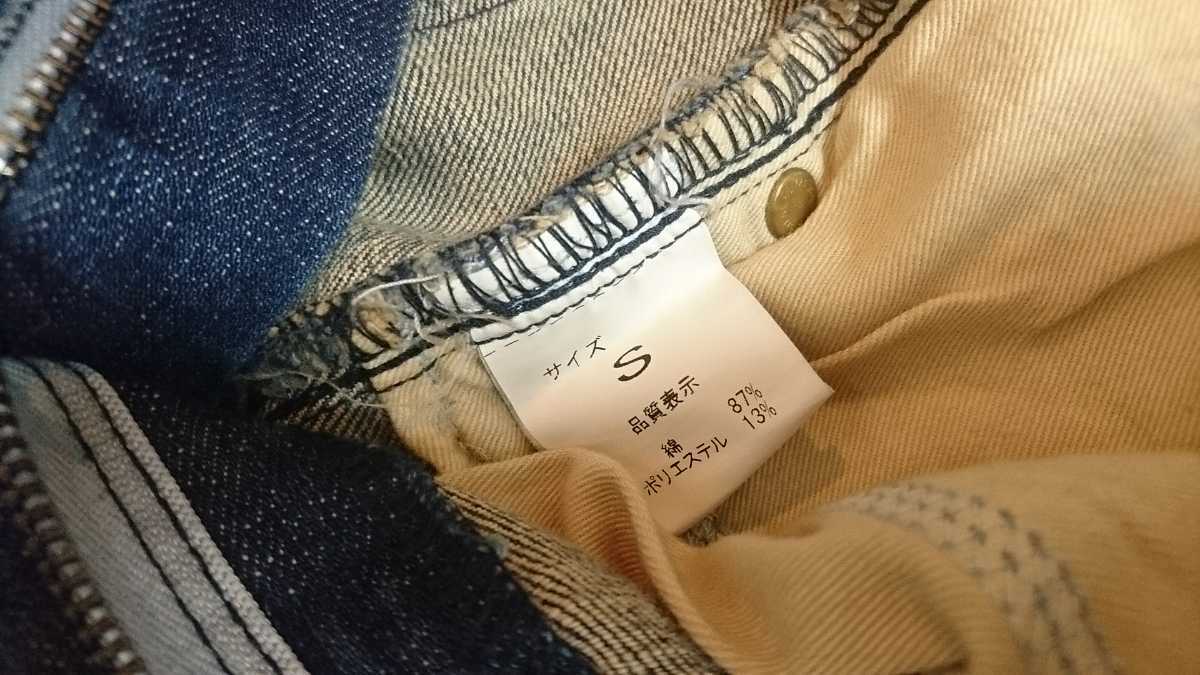 サイズ
S
品質表示
綿 87%
ポリエステル 13%